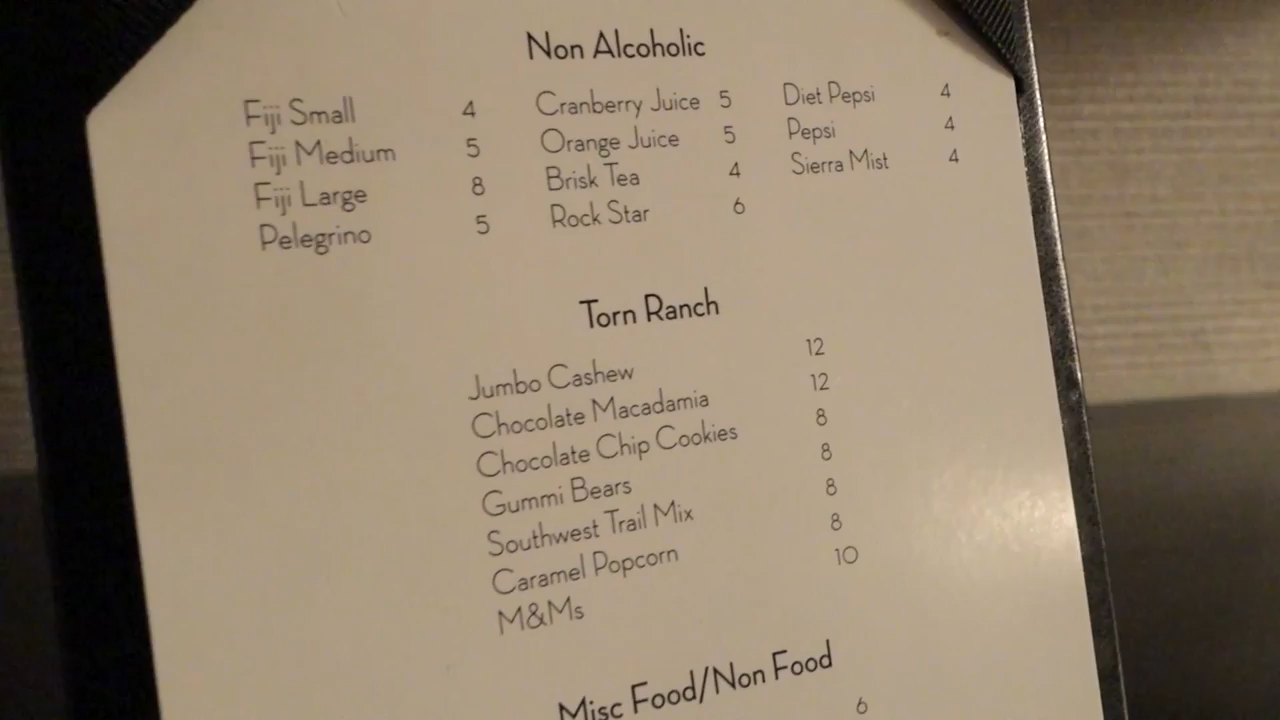 Non Alcoholic
Fiji Small 4 Cranberry Juice 5 Diet Pepsi 4
Fiji Medium 5 Orange Juice 5 Pepsi 4
Fiji Large 8 Brisk Tea 4 Sierra Mist 4
Pelegrino 5 Rock Star 6
Torn Ranch
Jumbo Cashew 12
Chocolate Macadamia 12
Chocolate Chip Cookies 8
Gummi Bears 8
Southwest Trail Mix 8
Caramel Popcorn 8
M&Ms 10
Misc Food/Non Food
6